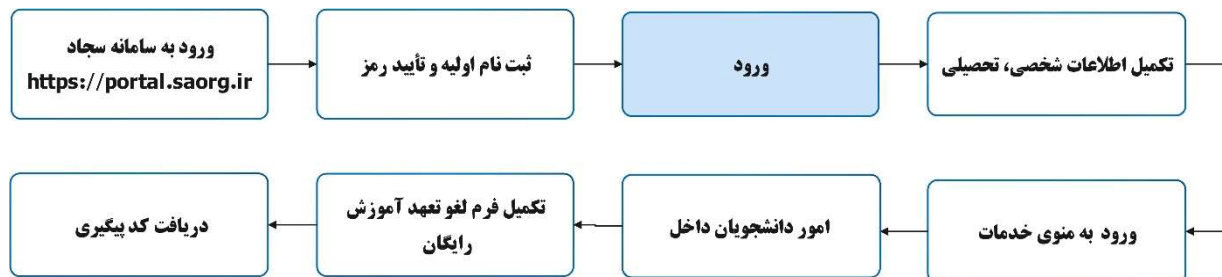 ورود به سامانه سجاد
https://portal.saorg.ir
ثبت نام اولیه و تأیید رمز
ورود
تکمیل اطلاعات شخصی، تحصیلی
ورود به منوی خدمات
امور دانشجویان داخل
تکمیل فرم لغو تعهد آموزش
رایگان
دریافت کد پیگیری